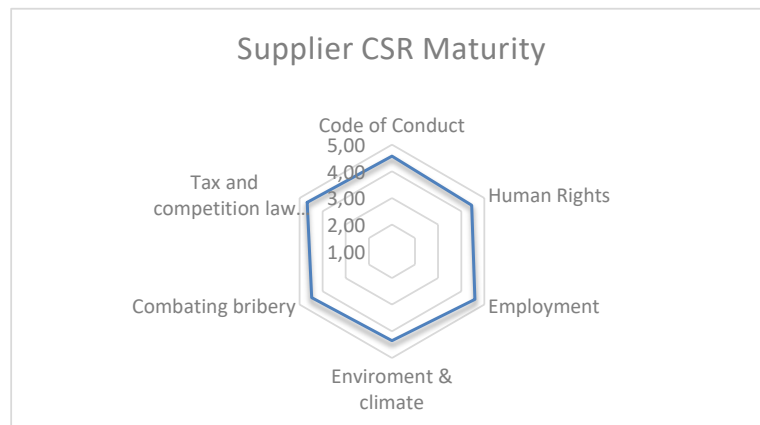 Supplier CSR Maturity
Code of Conduct
5,00
4,00
3,00
2,00
1,00
Human Rights
Employment
Enviroment &
climate
Combating bribery
Tax and
competition law..